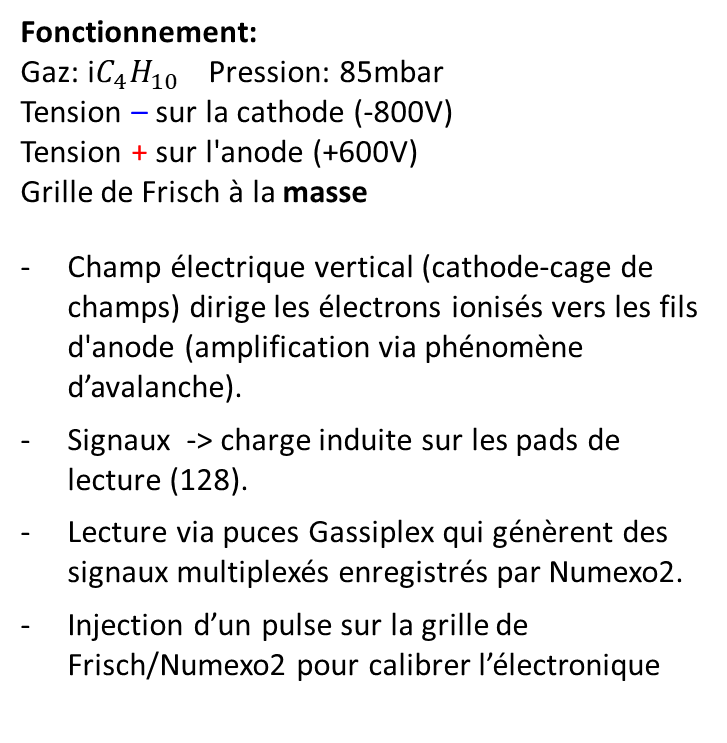 Fonctionnement:
Gaz: iC₄H₁₀ Pression: 85mbar
Tension – sur la cathode (-800V)
Tension + sur l'anode (+600V)
Grille de Frisch à la masse
- Champ électrique vertical (cathode-cage de
champs) dirige les électrons ionisés vers les fils
d'anode (amplification via phénomène
d’avalanche).
- Signaux -> charge induite sur les pads de
lecture (128).
- Lecture via puces Gassiplex qui génèrent des
signaux multiplexés enregistrés par Numexo2.
- Injection d’un pulse sur la grille de
Frisch/Numexo2 pour calibrer l’électronique